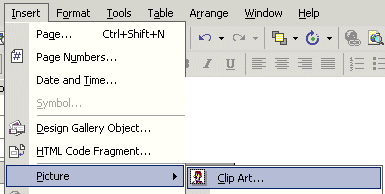 Insert Format Tools Table Arrange Window Help
Page... Ctrl+Shift+N
Page Numbers...
Date and Time...
Symbol...
Design Gallery Object...
HTML Code Fragment...
Picture Clip Art...